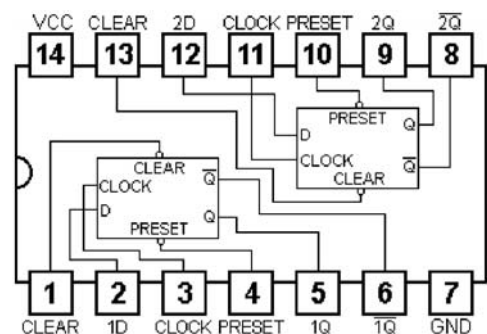 VCC CLEAR 2D CLOCK PRESET 2Q 2Q
14 13 12 11 10 9 8
PRESET
D Q
CLOCK Q
CLEAR
CLEAR
CLOCK Q
D Q
PRESET
1 2 3 4 5 6 7
CLEAR 1D CLOCK PRESET 1Q 1Q GND